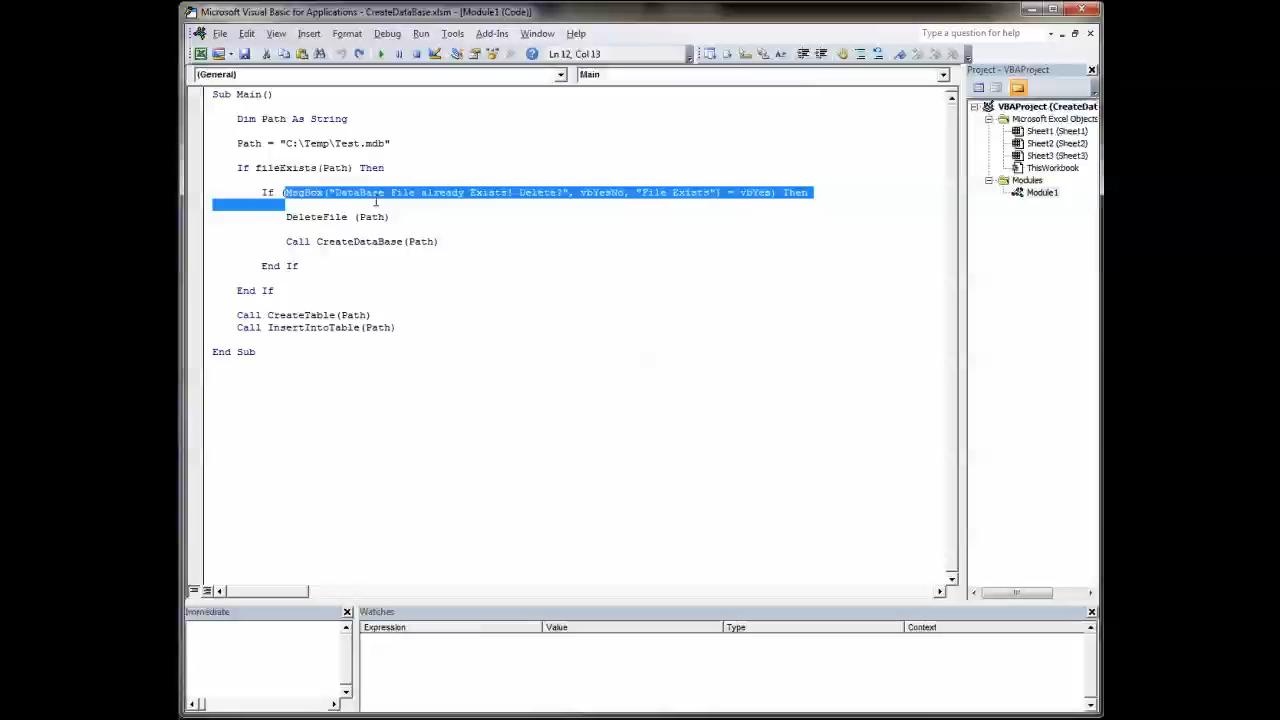 Microsoft Visual Basic for Applications - CreateDataBase.xlsm - [Module1 (Code)]
File Edit View Insert Format Debug Run Tools Add-Ins Window Help
Type a question for help
Ln 12, Col 13
(General)
Main
Project - VBAProject
Sub Main()
Dim Path As String
Path = "C:\Temp\Test.mdb"
If fileExists(Path) Then
If (MsgBox("DataBase File already Exists! Delete?", vbYesNo, "File Exists") = vbYes) Then
DeleteFile (Path)
Call CreateDataBase(Path)
End If
End If
Call CreateTable(Path)
Call InsertIntoTable(Path)
End Sub
VBAProject (CreateDat
Microsoft Excel Objects
Sheet1 (Sheet1)
Sheet2 (Sheet2)
Sheet3 (Sheet3)
ThisWorkbook
Modules
Module1
Immediate
Watches
Expression Value Type Context